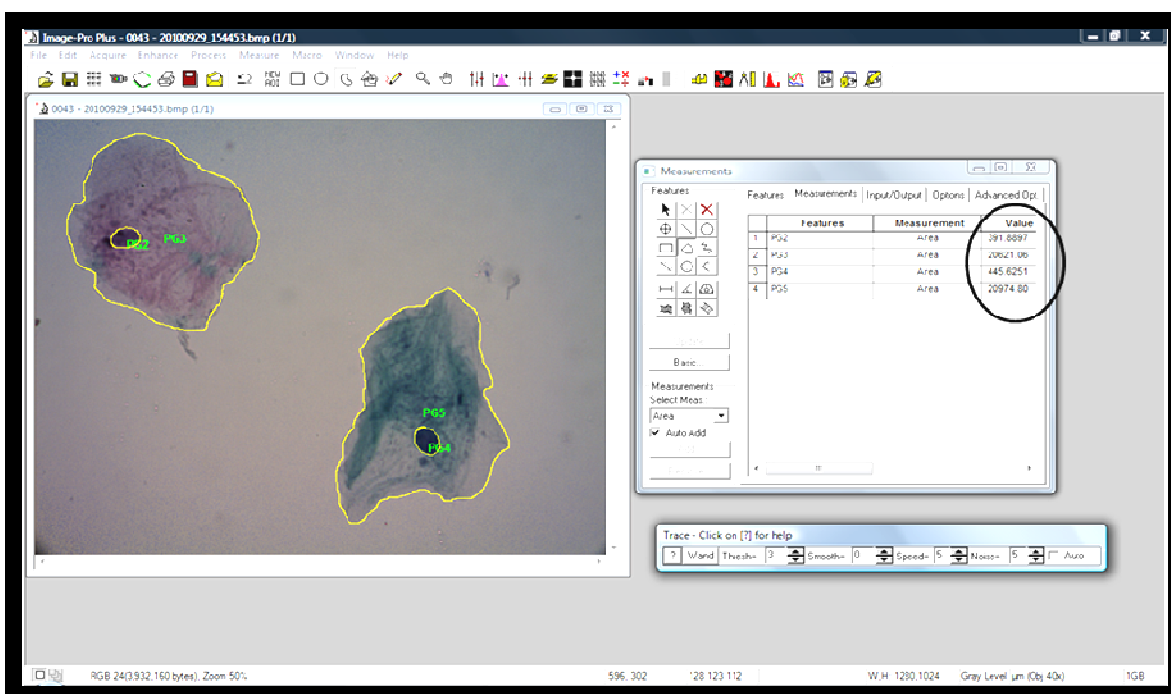 Image-Pro Plus - 0043 - 20100929_154453.bmp (1/1)
File Edit Acquire Enhance Process Measure Macro Window Help
0043 - 20100929_154453.bmp (1/1)
PG2 PG3
PG5
PG4
Measurements
Features
Features Measurements Input/Output Options Advanced Op.
Features Measurement Value
1 PG2 Area 391.8897
2 PG3 Area 20621.06
3 PG4 Area 445.6251
4 PG5 Area 20974.80
Basic...
Measurements
Select Meas
Area
Auto Add
Trace - Click on [?] for help
? Wand Thresh= 3 Smooth= 0 Speed= 5 Noise= 5 Auto
RGB 24(3,932,160 bytes), Zoom 50% 596, 302 128 123 112 W,H: 1280,1024 Gray Level µm (Obj 40x) 1GB